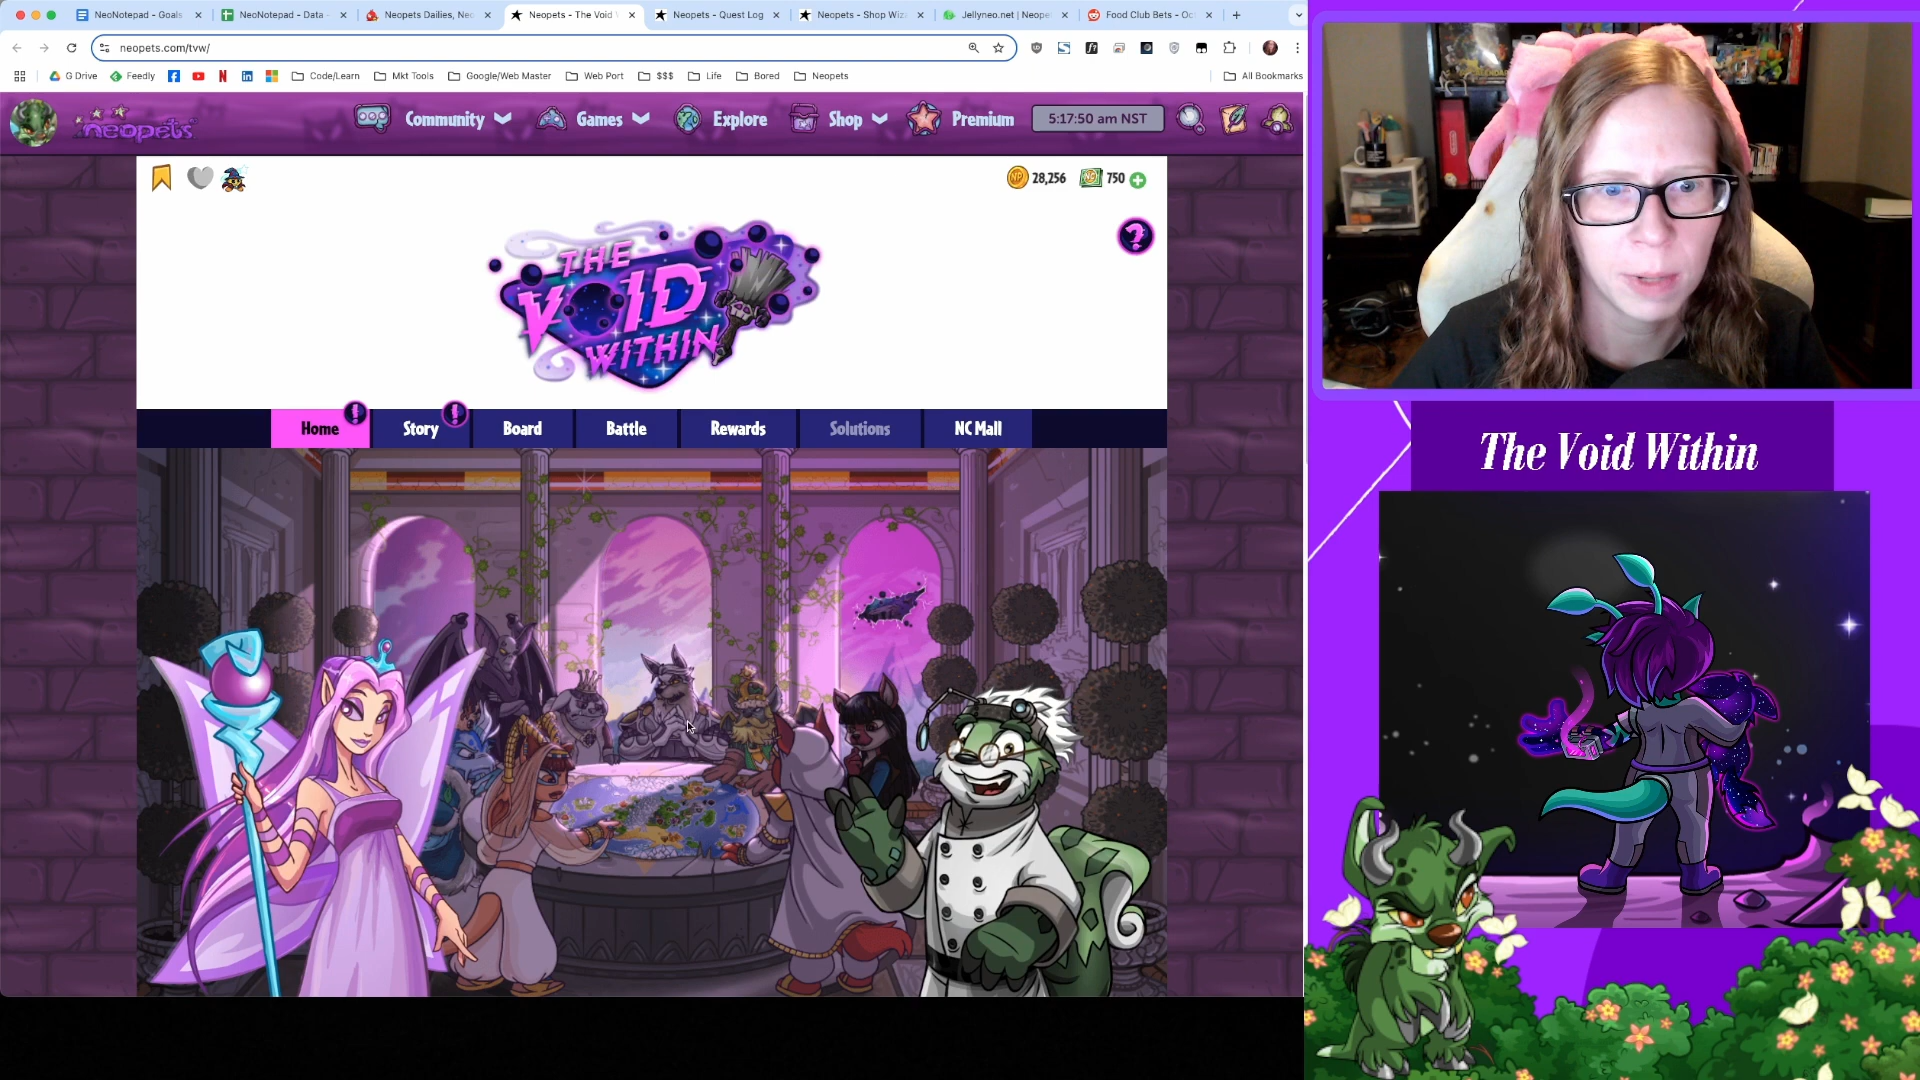 NeoNotepad - Goals
NeoNotepad - Data -
Neopets Dailies, Neo
Neopets - The Void W
Neopets - Quest Log
Neopets - Shop Wiz
Jellyneo.net | Neope
Food Club Bets - Oc
neopets.com/tvw/
G Drive
Feedly
Code/Learn
Mkt Tools
Google/Web Master
Web Port
$$$
Life
Bored
Neopets
All Bookmarks
neopets
Community
Games
Explore
Shop
Premium
5:17:50 am NST
NP 28,256
NC 750
THE
VOID
WITHIN
Home
Story
Board
Battle
Rewards
Solutions
NC Mall
The Void Within